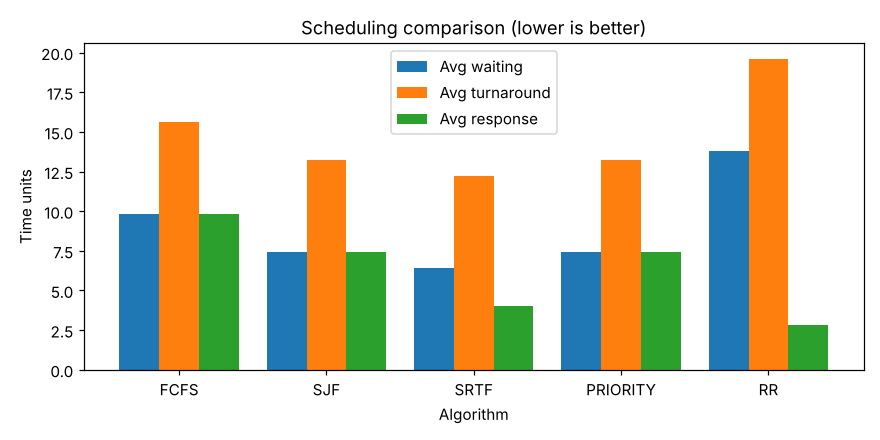 Scheduling comparison (lower is better)
Avg waiting
Avg turnaround
Avg response
Time units
20.0
17.5
15.0
12.5
10.0
7.5
5.0
2.5
0.0
FCFS SJF SRTF PRIORITY RR
Algorithm